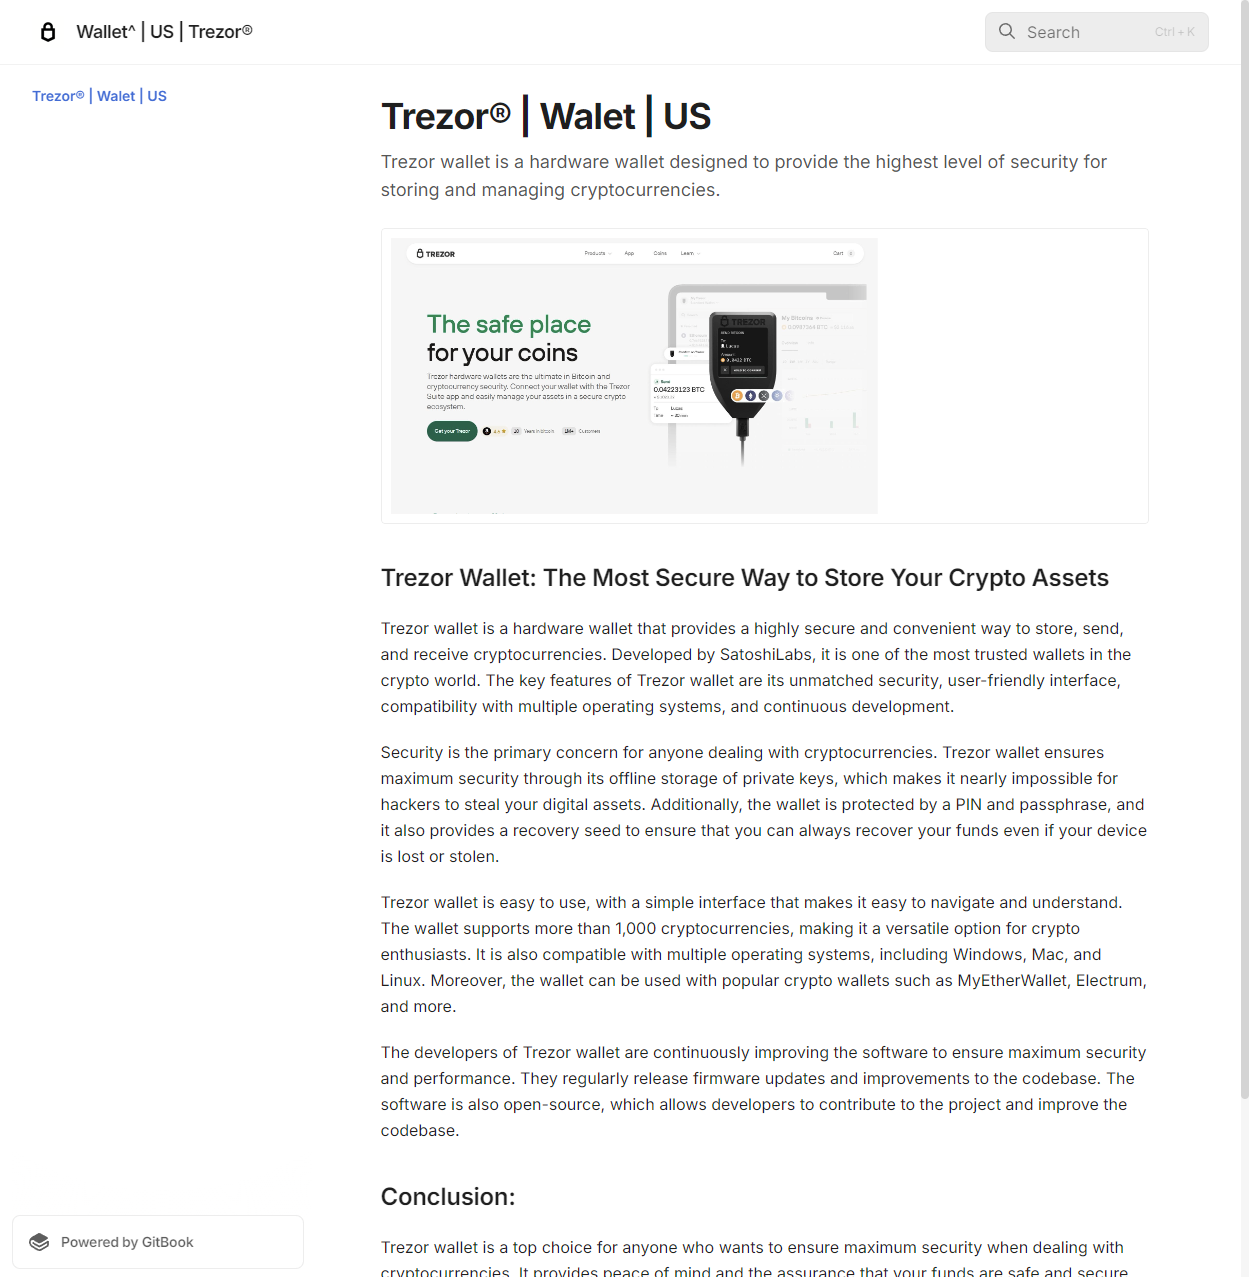 Wallet^ | US | Trezor®
Search
Ctrl + K
Trezor® | Walet | US
Trezor® | Walet | US
Trezor wallet is a hardware wallet designed to provide the highest level of security for
storing and managing cryptocurrencies.
TREZOR
Products
App
Coins
Learn
Cart
The safe place
for your coins
Trezor hardware wallets are the ultimate in Bitcoin and
cryptocurrency security. Connect your wallet with the Trezor
Suite app and easily manage your assets in a secure crypto
ecosystem.
Get your Trezor
Years in bitcoin
Customers
TREZOR
My Bitcoins
Lucas
0.0422 BTC
0.04223123 BTC
To
Lucas
Trezor Wallet: The Most Secure Way to Store Your Crypto Assets
Trezor wallet is a hardware wallet that provides a highly secure and convenient way to store, send,
and receive cryptocurrencies. Developed by SatoshiLabs, it is one of the most trusted wallets in the
crypto world. The key features of Trezor wallet are its unmatched security, user-friendly interface,
compatibility with multiple operating systems, and continuous development.
Security is the primary concern for anyone dealing with cryptocurrencies. Trezor wallet ensures
maximum security through its offline storage of private keys, which makes it nearly impossible for
hackers to steal your digital assets. Additionally, the wallet is protected by a PIN and passphrase, and
it also provides a recovery seed to ensure that you can always recover your funds even if your device
is lost or stolen.
Trezor wallet is easy to use, with a simple interface that makes it easy to navigate and understand.
The wallet supports more than 1,000 cryptocurrencies, making it a versatile option for crypto
enthusiasts. It is also compatible with multiple operating systems, including Windows, Mac, and
Linux. Moreover, the wallet can be used with popular crypto wallets such as MyEtherWallet, Electrum,
and more.
The developers of Trezor wallet are continuously improving the software to ensure maximum security
and performance. They regularly release firmware updates and improvements to the codebase. The
software is also open-source, which allows developers to contribute to the project and improve the
codebase.
Conclusion:
Trezor wallet is a top choice for anyone who wants to ensure maximum security when dealing with
cryptocurrencies. It provides peace of mind and the assurance that your funds are safe and secure
Powered by GitBook